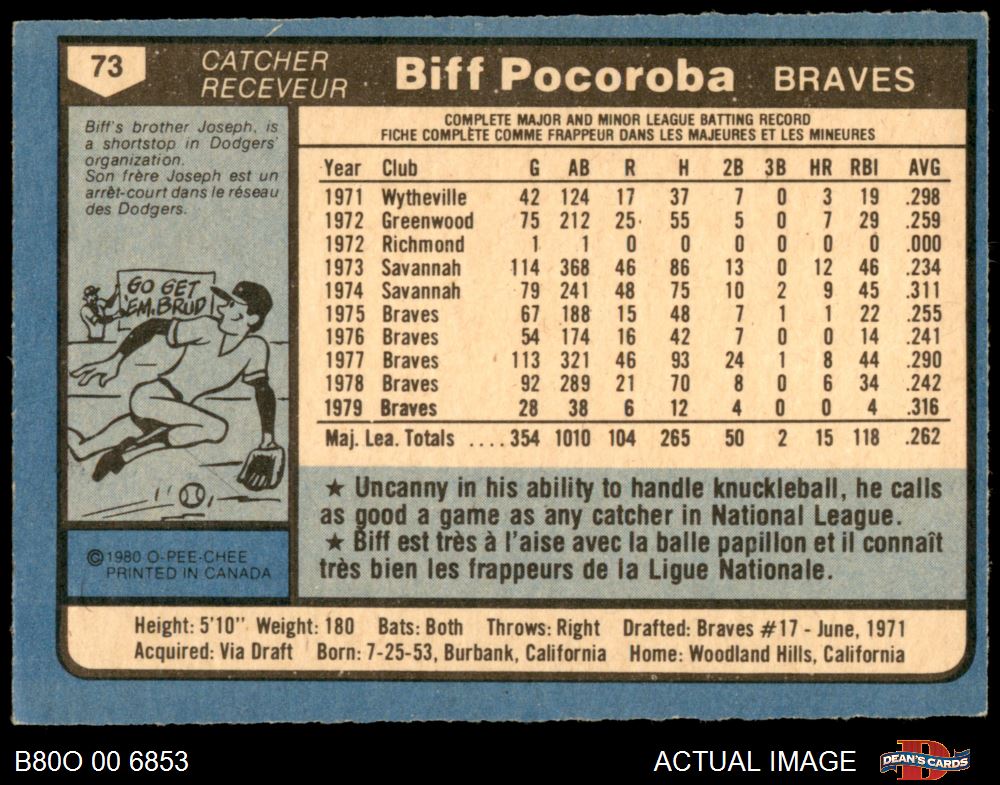 73
CATCHER
RECEVEUR
Biff Pocoroba
BRAVES
Biff's brother Joseph, is
a shortstop in Dodgers'
organization.
Son frère Joseph est un
arrêt-court dans le réseau
des Dodgers.
GO GET
'EM, BRUD!
© 1980 O-PEE-CHEE
PRINTED IN CANADA
COMPLETE MAJOR AND MINOR LEAGUE BATTING RECORD
FICHE COMPLÈTE COMME FRAPPEUR DANS LES MAJEURES ET LES MINEURES
Year Club G AB R H 2B 3B HR RBI AVG
1971 Wytheville 42 124 17 37 7 0 3 19 .298
1972 Greenwood 75 212 25 55 5 0 7 29 .259
1972 Richmond 1 1 0 0 0 0 0 0 .000
1973 Savannah 114 368 46 86 13 0 12 46 .234
1974 Savannah 79 241 48 75 10 2 9 45 .311
1975 Braves 67 188 15 48 7 1 1 22 .255
1976 Braves 54 174 16 42 7 0 0 14 .241
1977 Braves 113 321 46 93 24 1 8 44 .290
1978 Braves 92 289 21 70 8 0 6 34 .242
1979 Braves 28 38 6 12 4 0 0 4 .316
Maj. Lea. Totals ....354 1010 104 265 50 2 15 118 .262
★ Uncanny in his ability to handle knuckleball, he calls
as good a game as any catcher in National League.
★ Biff est très à l'aise avec la balle papillon et il connaît
très bien les frappeurs de la Ligue Nationale.
Height: 5'10" Weight: 180 Bats: Both Throws: Right Drafted: Braves #17 - June, 1971
Acquired: Via Draft Born: 7-25-53, Burbank, California Home: Woodland Hills, California
B80O 00 6853
ACTUAL IMAGE
D
DEAN'S CARDS